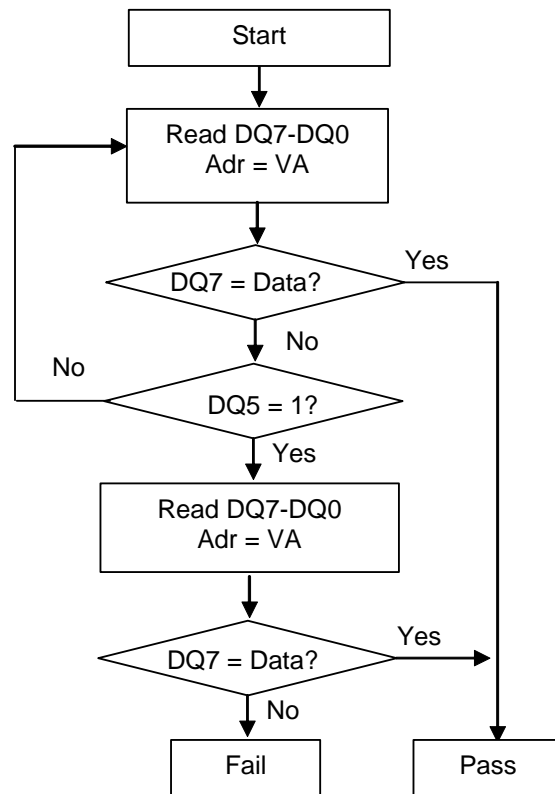 Start
Read DQ7-DQ0
Adr = VA
DQ7 = Data?
Yes
No
No
DQ5 = 1?
Yes
Read DQ7-DQ0
Adr = VA
DQ7 = Data?
Yes
No
Fail
Pass